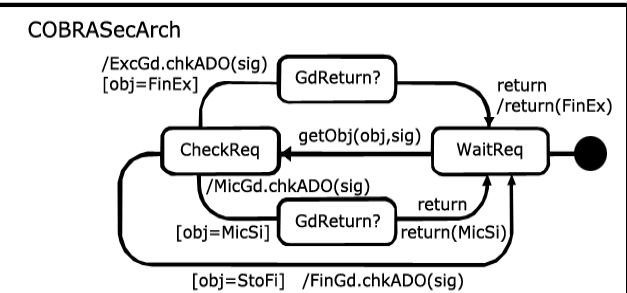 COBRASecArch
/ExcGd.chkADO(sig)
[obj=FinEx]
GdReturn?
return
/return(FinEx)
CheckReq
getObj(obj,sig)
WaitReq
/MicGd.chkADO(sig)
[obj=MicSi]
GdReturn?
return
return(MicSi)
[obj=StoFi] /FinGd.chkADO(sig)